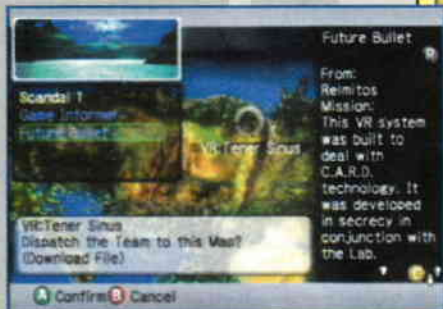 Scandal 1
Game Informer
Future Bullet
VR:Tener Sinus
VR:Tener Sinus
Dispatch the Team to this Map?
(Download File)
A Confirm B Cancel
Future Bullet
R
From:
Relmitos
Mission:
This VR system
was built to
deal with
C.A.R.D.
technology. It
was developed
in secrecy in
conjunction with
the Lab.